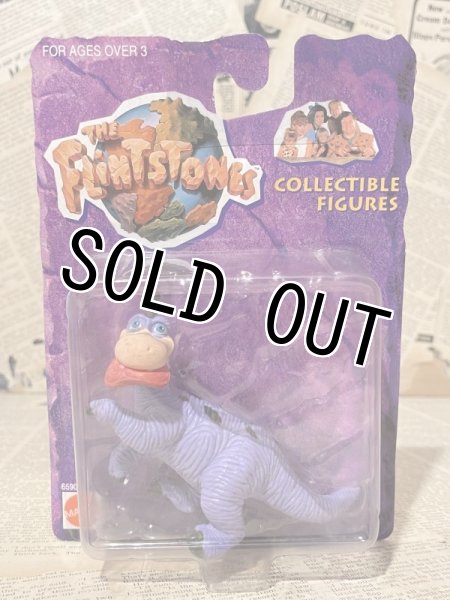 FOR AGES OVER 3
THE
FLINTSTONES
COLLECTIBLE
FIGURES
SOLD OUT